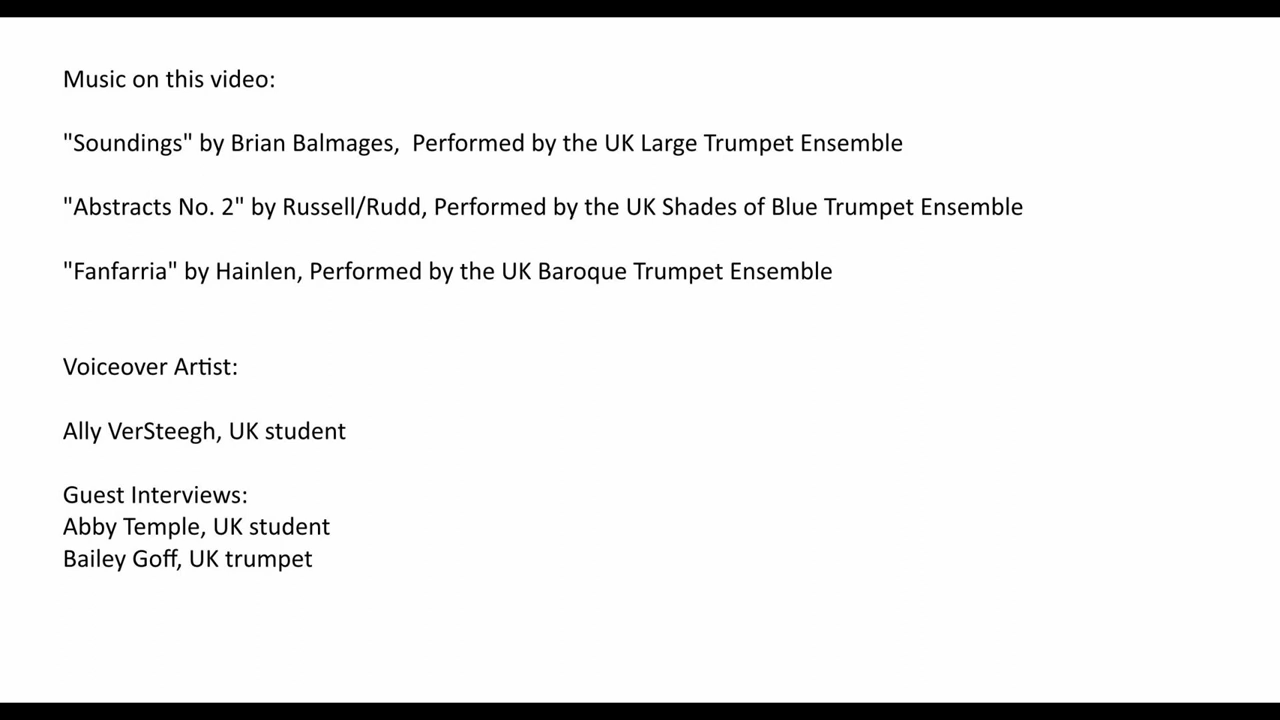 Music on this video:
"Soundings" by Brian Balmages,  Performed by the UK Large Trumpet Ensemble
"Abstracts No. 2" by Russell/Rudd, Performed by the UK Shades of Blue Trumpet Ensemble
"Fanfarria" by Hainlen, Performed by the UK Baroque Trumpet Ensemble
Voiceover Artist:
Ally VerSteegh, UK student
Guest Interviews:
Abby Temple, UK student
Bailey Goff, UK trumpet